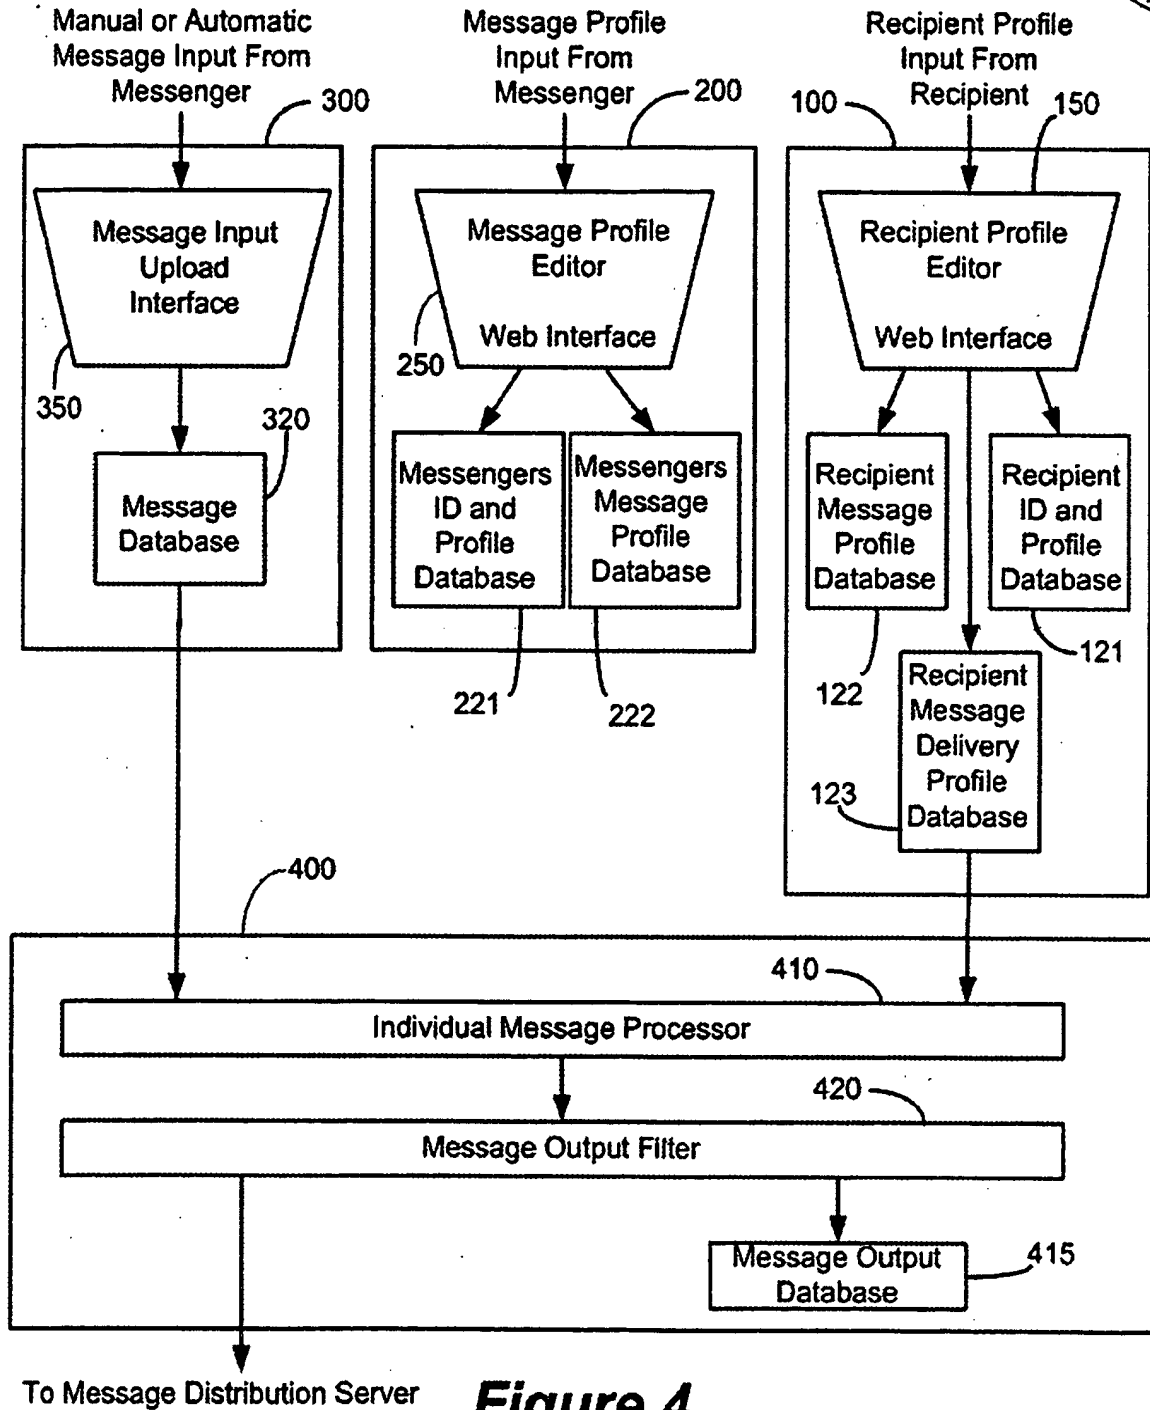 Manual or Automatic
Message Input From
Messenger
300
Message Profile
Input From
Messenger
200
Recipient Profile
Input From
Recipient
100
150
Message Input
Upload
Interface
350
Message Profile
Editor
Web Interface
250
Recipient Profile
Editor
Web Interface
320
Message
Database
Messengers
ID and
Profile
Database
221
Messengers
Message
Profile
Database
222
Recipient
Message
Profile
Database
122
Recipient
ID and
Profile
Database
121
Recipient
Message
Delivery
Profile
Database
123
400
410
Individual Message Processor
420
Message Output Filter
Message Output
Database
415
To Message Distribution Server
Figure 4